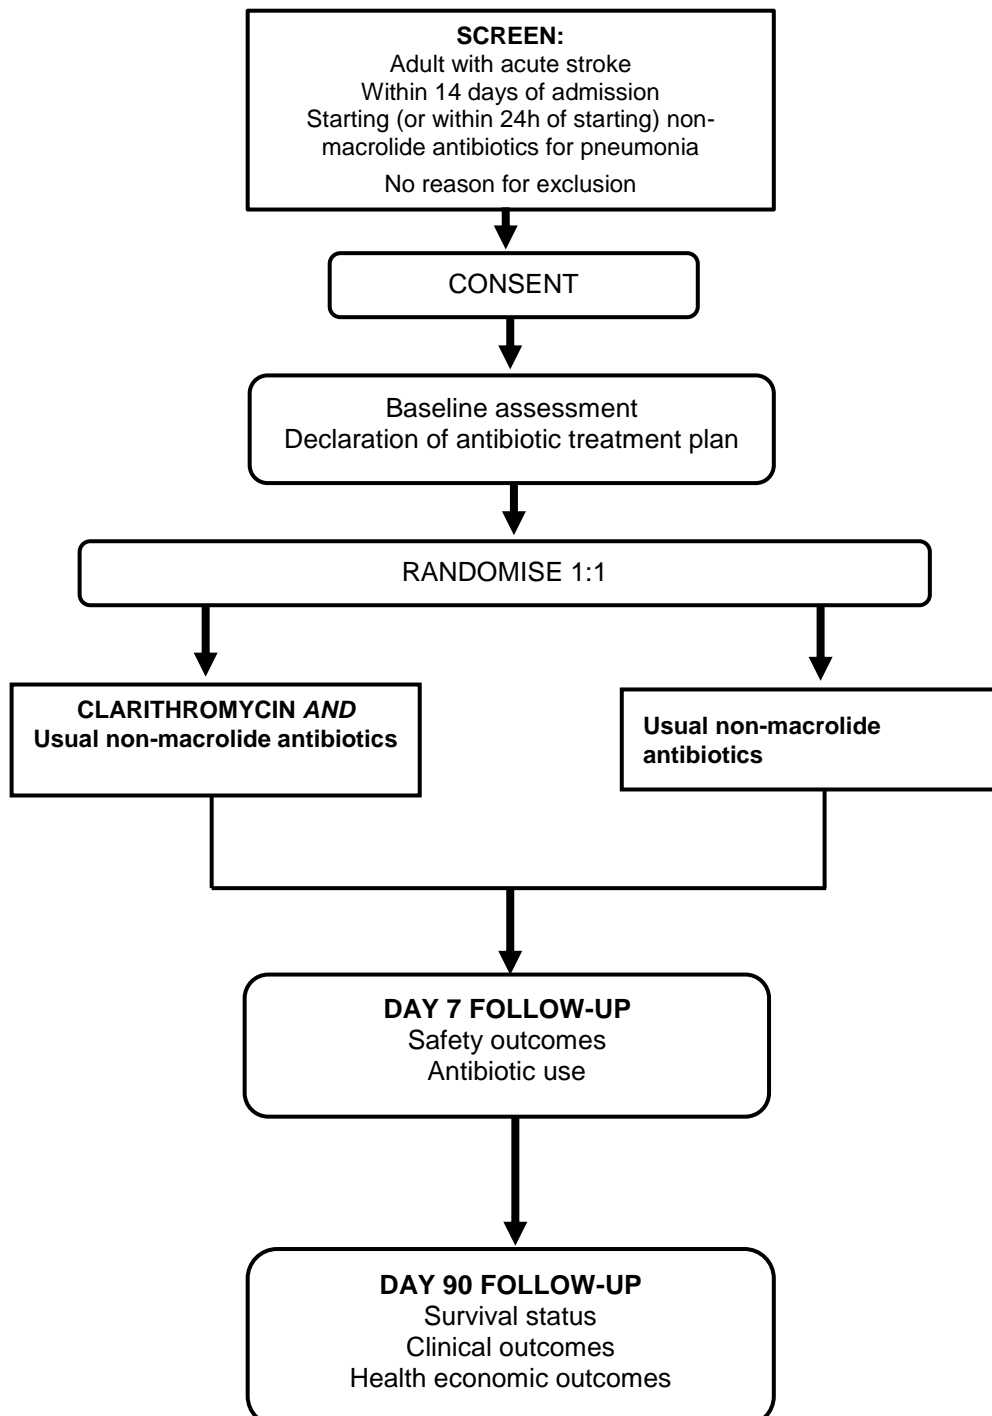 SCREEN:
Adult with acute stroke
Within 14 days of admission
Starting (or within 24h of starting) non-
macrolide antibiotics for pneumonia
No reason for exclusion
CONSENT
Baseline assessment
Declaration of antibiotic treatment plan
RANDOMISE 1:1
CLARITHROMYCIN AND
Usual non-macrolide antibiotics
Usual non-macrolide
antibiotics
DAY 7 FOLLOW-UP
Safety outcomes
Antibiotic use
DAY 90 FOLLOW-UP
Survival status
Clinical outcomes
Health economic outcomes